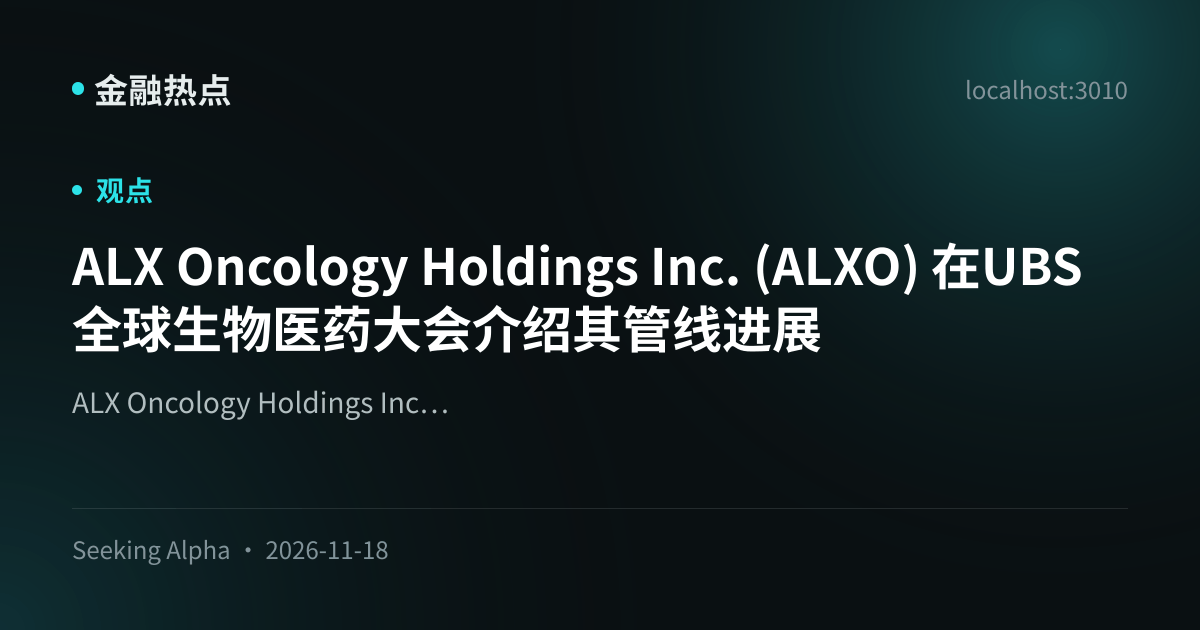 金融热点
localhost:3010
观点
ALX Oncology Holdings Inc. (ALXO) 在UBS
全球生物医药大会介绍其管线进展
ALX Oncology Holdings Inc…
Seeking Alpha · 2026-11-18